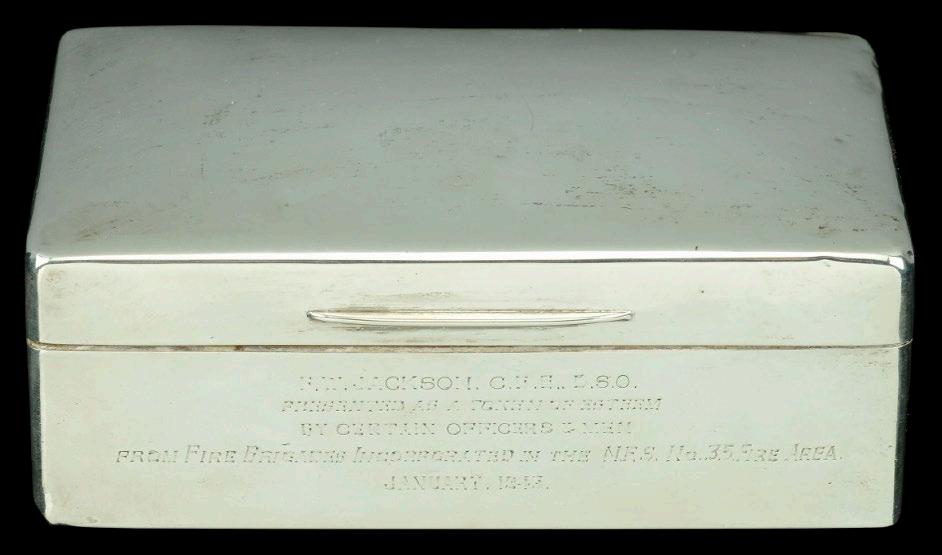 F.W. JACKSON. C.B.E., D.S.O.
PRESENTED AS A TOKEN OF ESTEEM
BY CERTAIN OFFICERS & MEN
FROM FIRE BRIGADES INCORPORATED IN THE N.F.S. No. 35 FIRE AREA.
JANUARY.